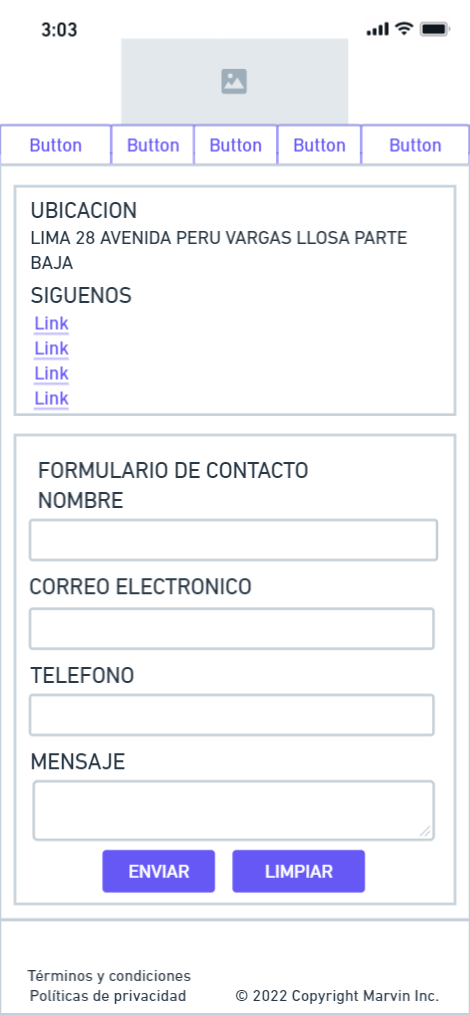 3:03
Button Button Button Button Button
UBICACION
LIMA 28 AVENIDA PERU VARGAS LLOSA PARTE
BAJA
SIGUENOS
Link
Link
Link
Link
FORMULARIO DE CONTACTO
NOMBRE
CORREO ELECTRONICO
TELEFONO
MENSAJE
ENVIAR LIMPIAR
Términos y condiciones
Políticas de privacidad © 2022 Copyright Marvin Inc.